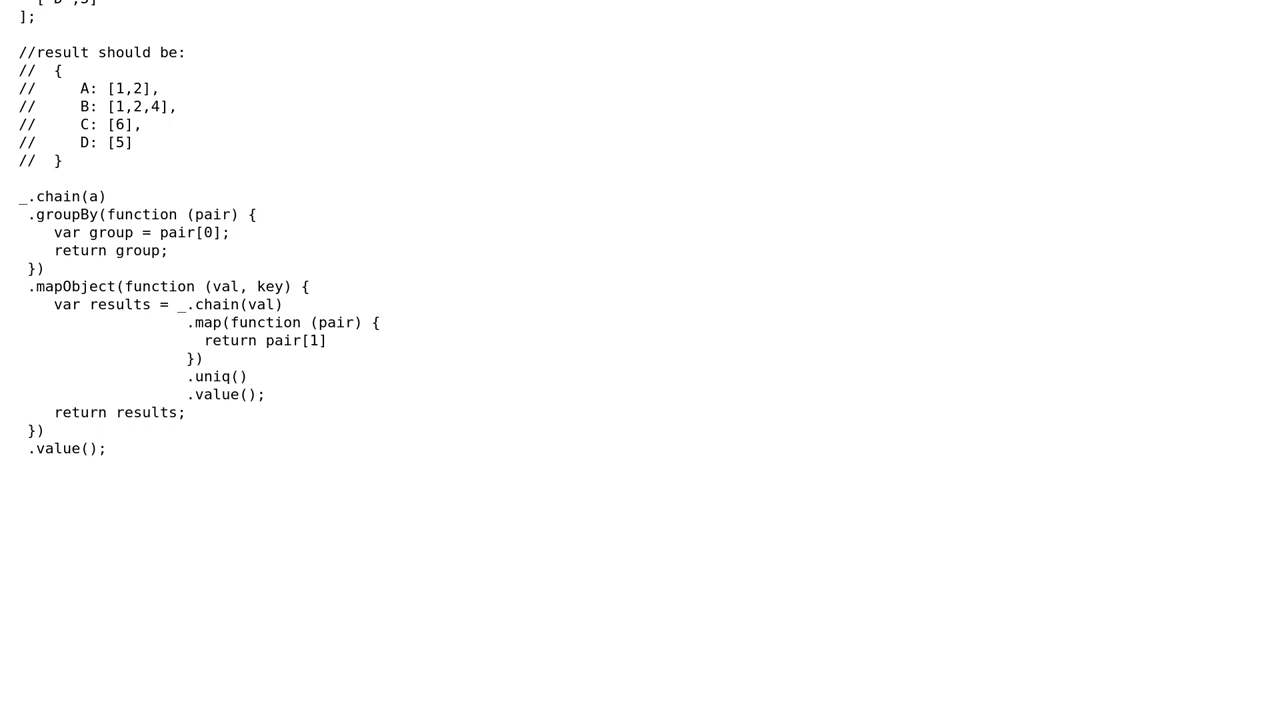 ];

//result should be:
//  {
//     A: [1,2],
//     B: [1,2,4],
//     C: [6],
//     D: [5]
//  }

_.chain(a)
 .groupBy(function (pair) {
    var group = pair[0];
    return group;
 })
 .mapObject(function (val, key) {
    var results = _.chain(val)
                   .map(function (pair) {
                     return pair[1]
                   })
                   .uniq()
                   .value();
    return results;
 })
 .value();